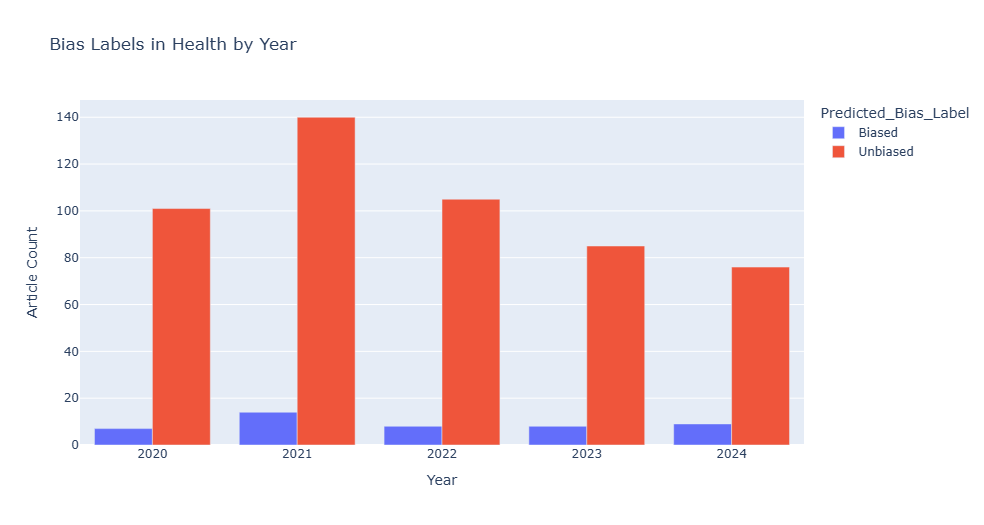 Bias Labels in Health by Year
Predicted_Bias_Label
Biased
Unbiased
Article Count
140
120
100
80
60
40
20
0
2020
2021
2022
2023
2024
Year